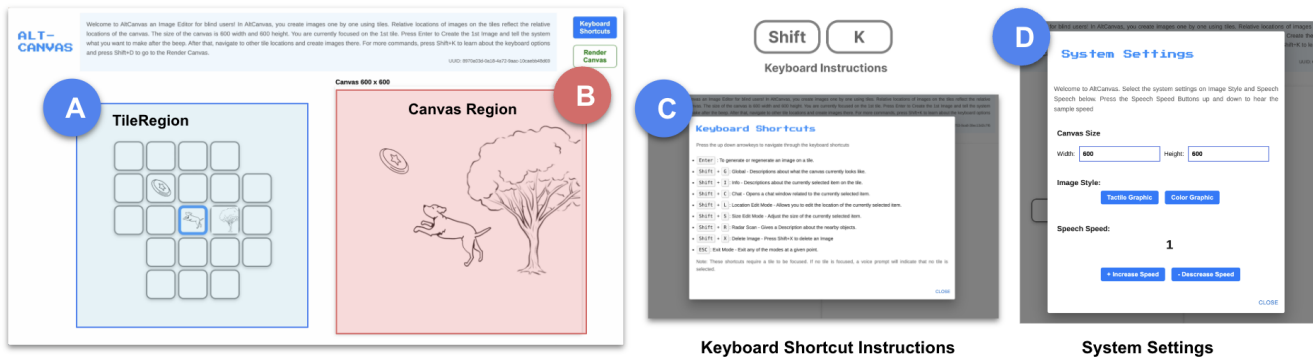 ALT-
CANVAS
Welcome to AltCanvas an Image Editor for blind users! In AltCanvas, you create images one by one using tiles. Relative locations of images on the tiles reflect the relative
locations of the canvas. The size of the canvas is 600 width and 600 height. You are currently focused on the 1st tile. Press Enter to Create the 1st Image and tell the system
what you want to make after the beep. After that, navigate to other tile locations and create images there. For more commands, press Shift+K to learn about the keyboard options
and press Shift+D to go to the Render Canvas.
Keyboard
Shortcuts
Render
Canvas
Canvas 600 x 600
A
TileRegion
B
Canvas Region
Shift
K
Keyboard Instructions
C
Keyboard Shortcuts
Press the up down arrowkeys to navigate through the keyboard shortcuts
Enter : To generate or regenerate an image on a tile.
Shift + G : Global - Descriptions about what the canvas currently looks like.
Shift + I : Info - Descriptions about the currently selected item on the tile.
Shift + C : Chat - Opens a chat window related to the currently selected item.
Shift + L : Location Edit Mode - Allows you to edit the location of the currently selected item.
Shift + S : Size Edit Mode - Adjust the size of the currently selected item.
Shift + R : Radar Scan - Gives a Description about the nearby objects.
Shift + X : Delete Image - Press Shift+K to delete an image
ESC : Exit Mode - Exit any of the modes at a given point.
Note: These shortcuts require a tile to be focused. If no tile is focused, a voice prompt will indicate that no tile is
selected.
CLOSE
Keyboard Shortcut Instructions
D
System Settings
Welcome to AltCanvas. Select the system settings on Image Style and Speech
Speech below. Press the Speech Speed Buttons up and down to hear the
sample speed
Canvas Size
Width: 600 Height: 600
Image Style:
Tactile Graphic Color Graphic
Speech Speed:
1
+ Increase Speed - Descrease Speed
CLOSE
System Settings